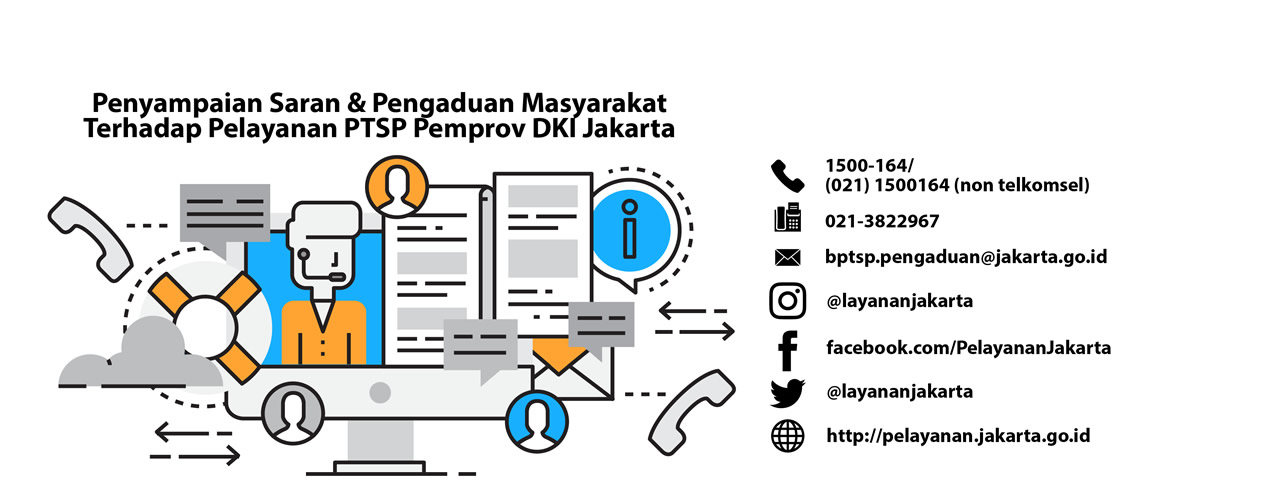 Penyampaian Saran & Pengaduan Masyarakat
Terhadap Pelayanan PTSP Pemprov DKI Jakarta
1500-164/
(021) 1500164 (non telkomsel)
021-3822967
bptsp.pengaduan@jakarta.go.id
@layananjakarta
facebook.com/PelayananJakarta
@layananjakarta
http://pelayanan.jakarta.go.id